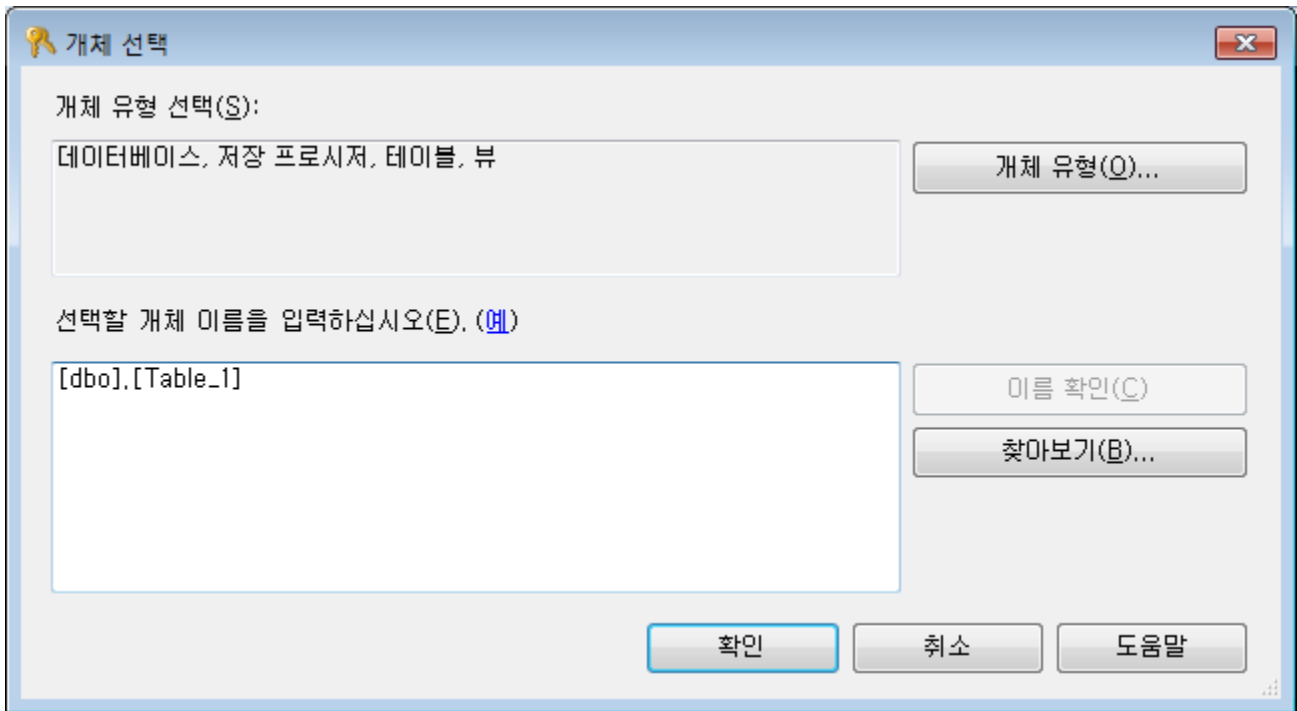 개체 선택
개체 유형 선택(S):
데이터베이스, 저장 프로시저, 테이블, 뷰
개체 유형(O)...
선택할 개체 이름을 입력하십시오(E). (예)
[dbo].[Table_1]
이름 확인(C)
찾아보기(B)...
확인
취소
도움말